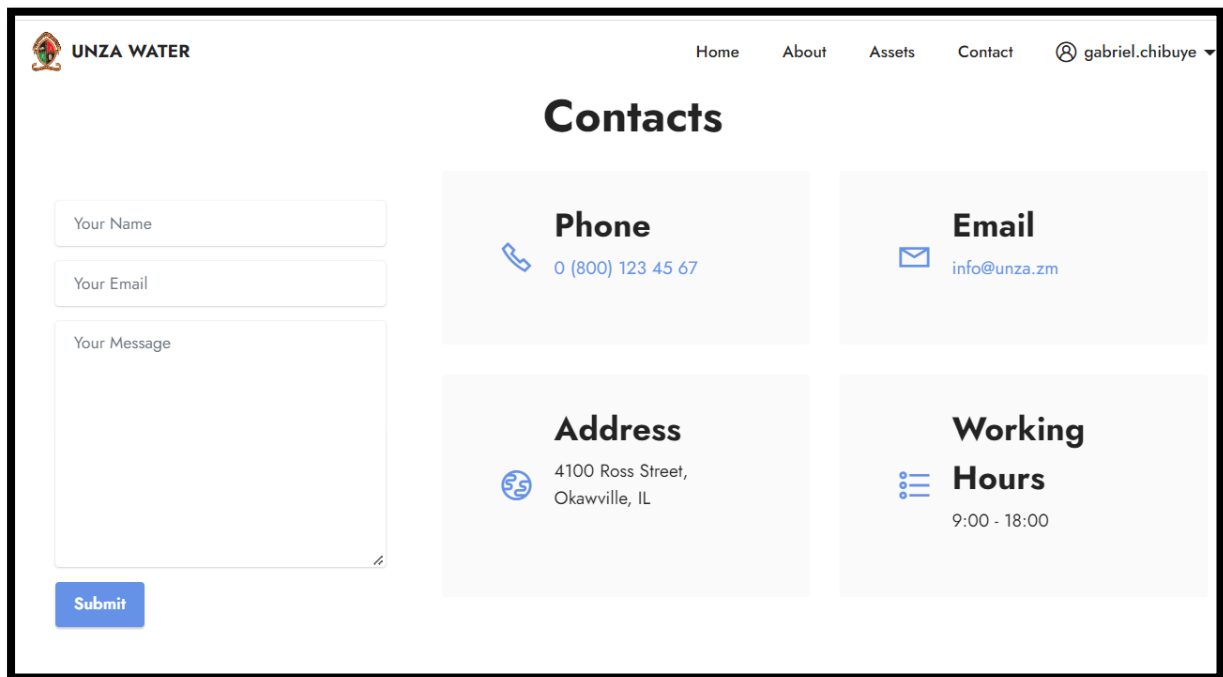 UNZA WATER
Home About Assets Contact gabriel.chibuye
Contacts
Your Name
Your Email
Your Message
Submit
Phone
0 (800) 123 45 67
Email
info@unza.zm
Address
4100 Ross Street,
Okawville, IL
Working
Hours
9:00 - 18:00